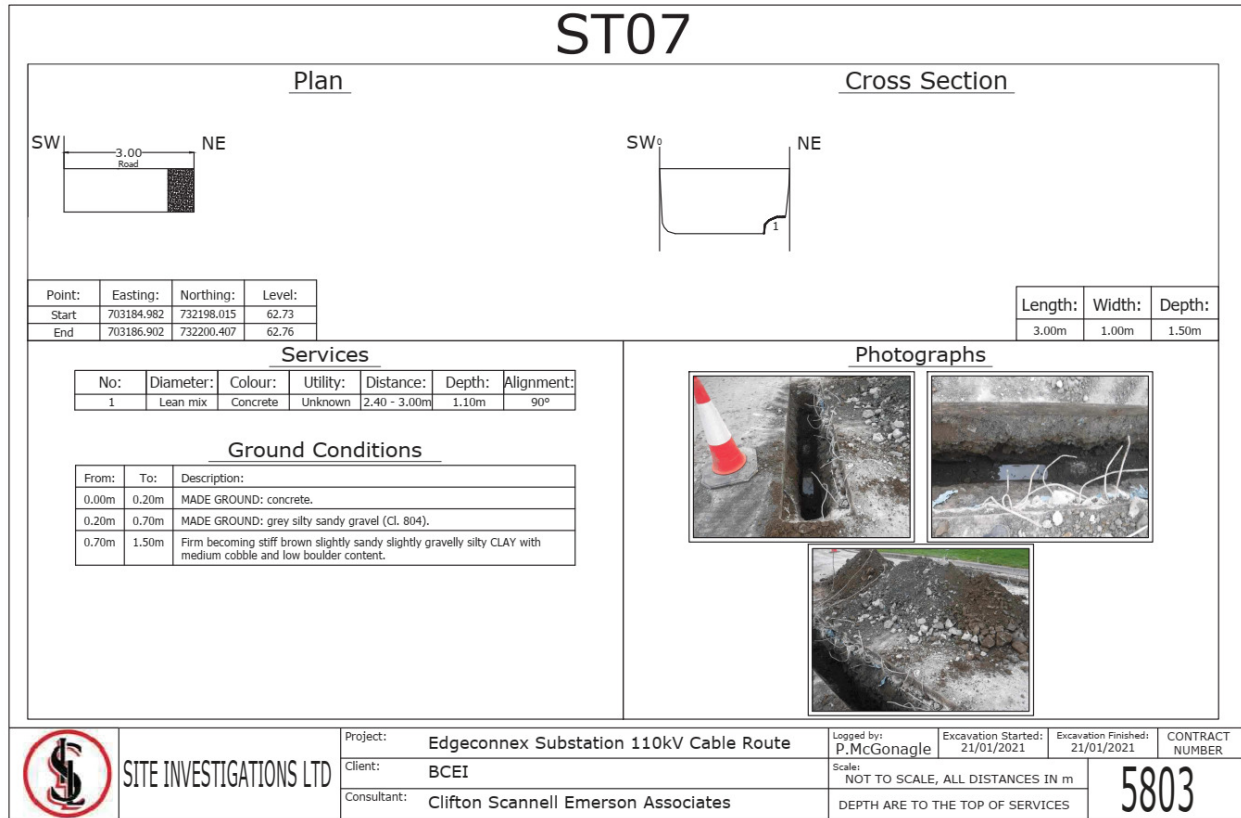 ST07
Plan
SW
NE
3.00
Road
Point: Easting: Northing: Level:
Start 703184.982 732198.015 62.73
End 703186.902 732200.407 62.76
Cross Section
SW
0
NE
1
Length: Width: Depth:
3.00m 1.00m 1.50m
Services
No: Diameter: Colour: Utility: Distance: Depth: Alignment:
1 Lean mix Concrete Unknown 2.40 - 3.00m 1.10m 90°
Ground Conditions
From: To: Description:
0.00m 0.20m MADE GROUND: concrete.
0.20m 0.70m MADE GROUND: grey silty sandy gravel (Cl. 804).
0.70m 1.50m Firm becoming stiff brown slightly sandy slightly gravelly silty CLAY with
medium cobble and low boulder content.
Photographs
SIL
SITE INVESTIGATIONS LTD
Project: Edgeconnex Substation 110kV Cable Route
Client: BCEI
Consultant: Clifton Scannell Emerson Associates
Logged by:
P.McGonagle
Excavation Started:
21/01/2021
Excavation Finished:
21/01/2021
Scale:
NOT TO SCALE, ALL DISTANCES IN m
DEPTH ARE TO THE TOP OF SERVICES
CONTRACT
NUMBER
5803